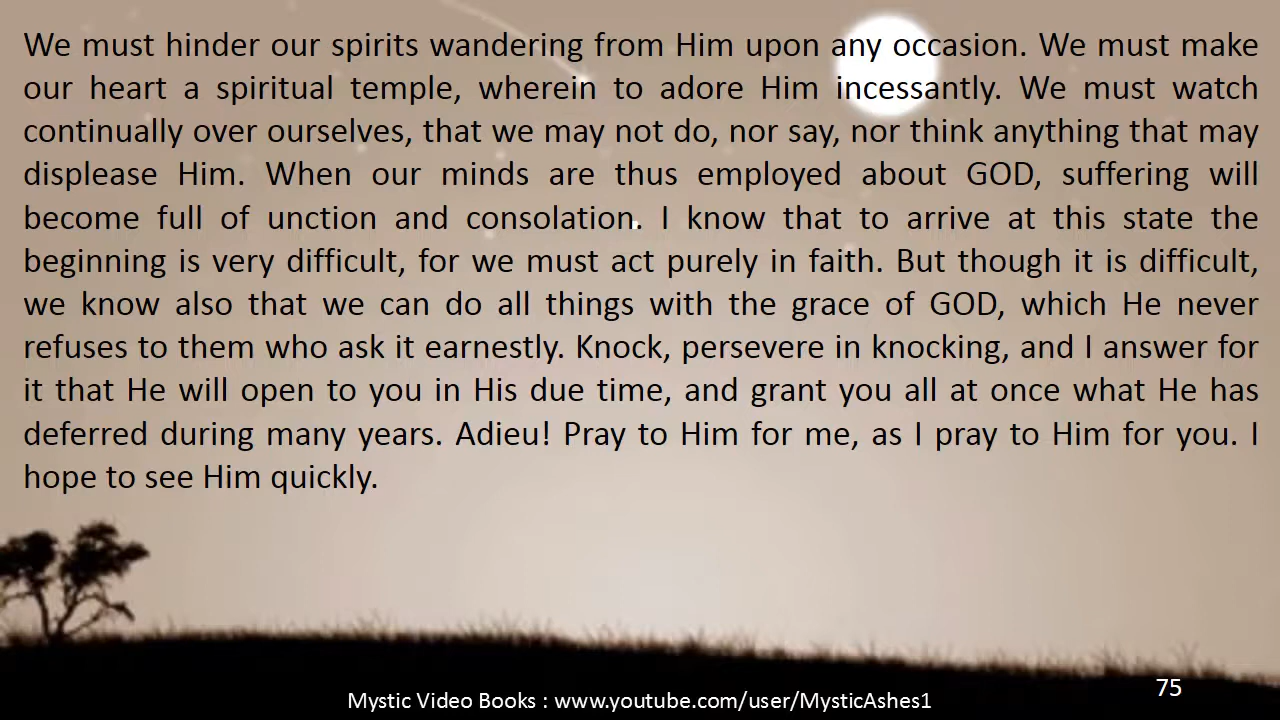 We must hinder our spirits wandering from Him upon any occasion. We must make
our heart a spiritual temple, wherein to adore Him incessantly. We must watch
continually over ourselves, that we may not do, nor say, nor think anything that may
displease Him. When our minds are thus employed about GOD, suffering will
become full of unction and consolation. I know that to arrive at this state the
beginning is very difficult, for we must act purely in faith. But though it is difficult,
we know also that we can do all things with the grace of GOD, which He never
refuses to them who ask it earnestly. Knock, persevere in knocking, and I answer for
it that He will open to you in His due time, and grant you all at once what He has
deferred during many years. Adieu! Pray to Him for me, as I pray to Him for you. I
hope to see Him quickly.
75
Mystic Video Books : www.youtube.com/user/MysticAshes1